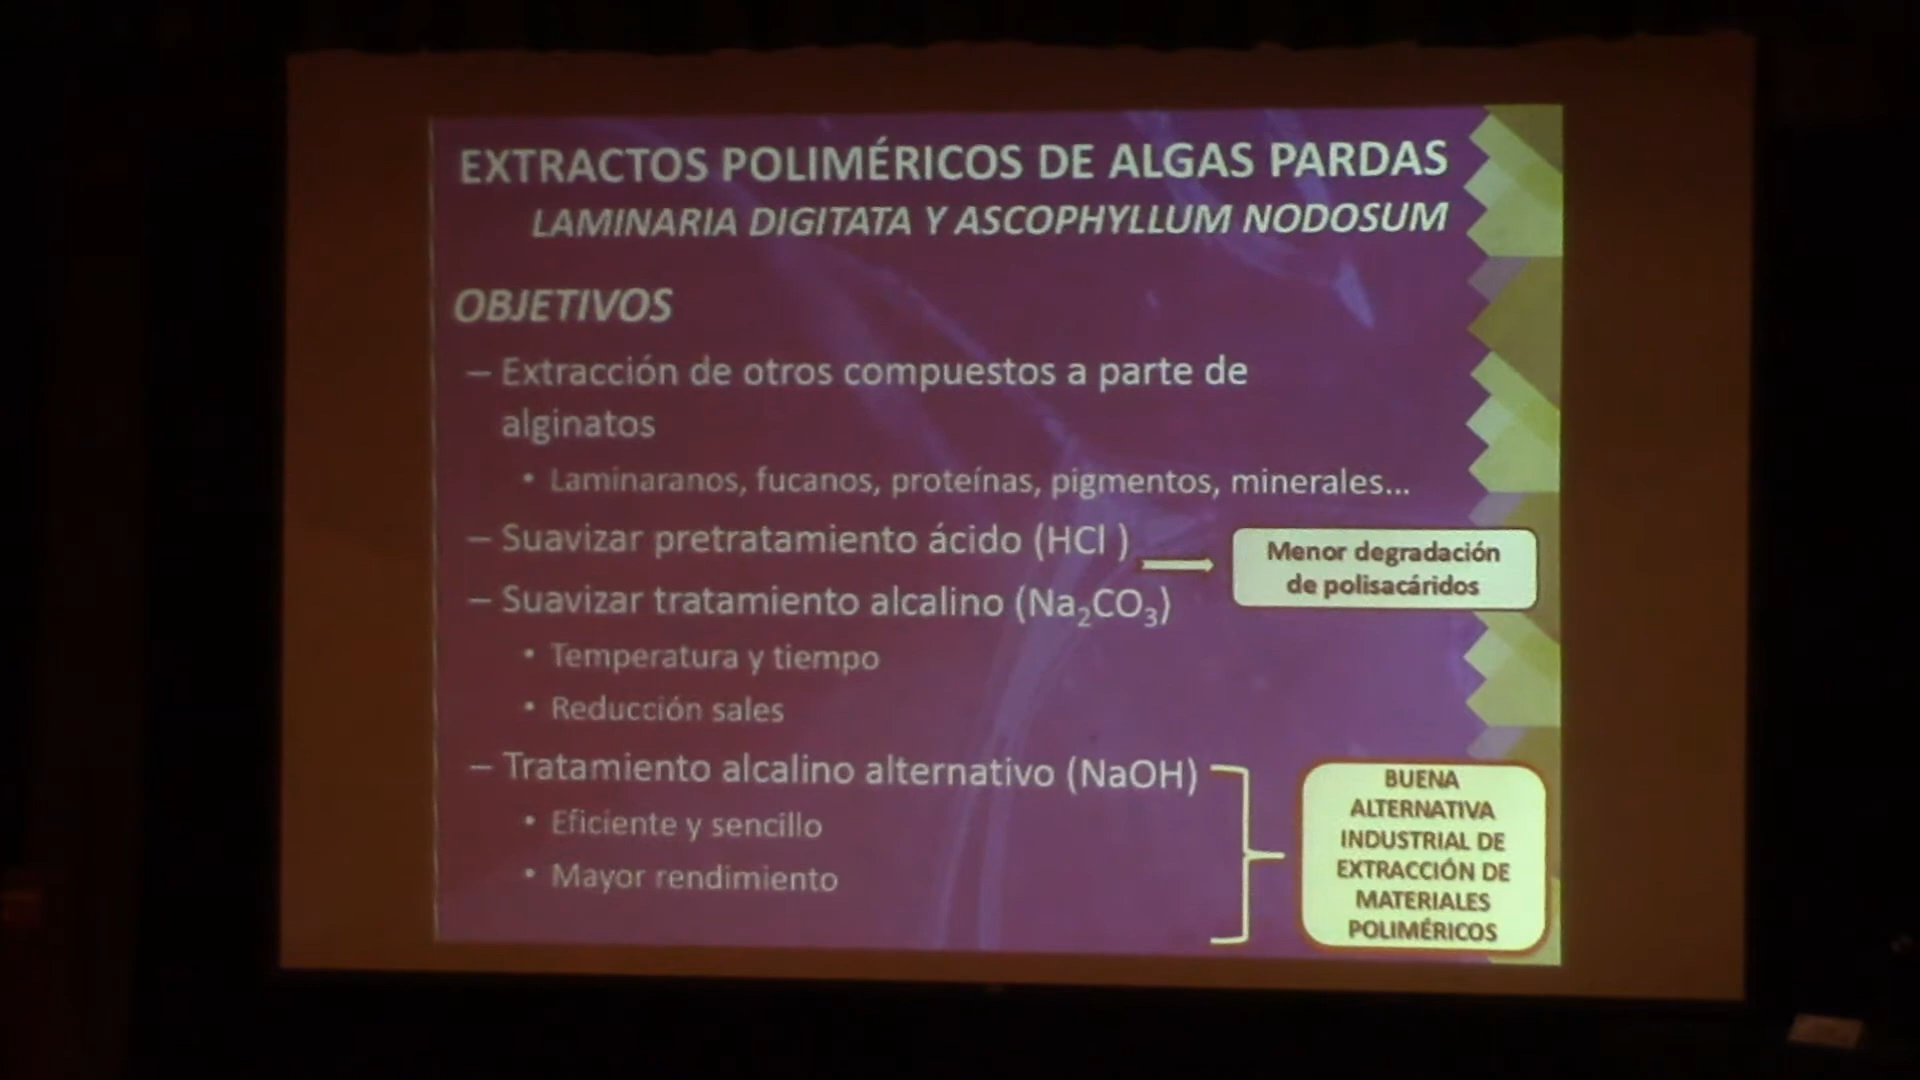 EXTRACTOS POLIMÉRICOS DE ALGAS PARDAS
LAMINARIA DIGITATA Y ASCOPHYLLUM NODOSUM
OBJETIVOS
– Extracción de otros compuestos a parte de
alginatos
• Laminaranos, fucanos, proteínas, pigmentos, minerales...
– Suavizar pretratamiento ácido (HCl )
Menor degradación
de polisacáridos
– Suavizar tratamiento alcalino (Na₂CO₃)
• Temperatura y tiempo
• Reducción sales
– Tratamiento alcalino alternativo (NaOH)
• Eficiente y sencillo
• Mayor rendimiento
BUENA
ALTERNATIVA
INDUSTRIAL DE
EXTRACCIÓN DE
MATERIALES
POLIMÉRICOS